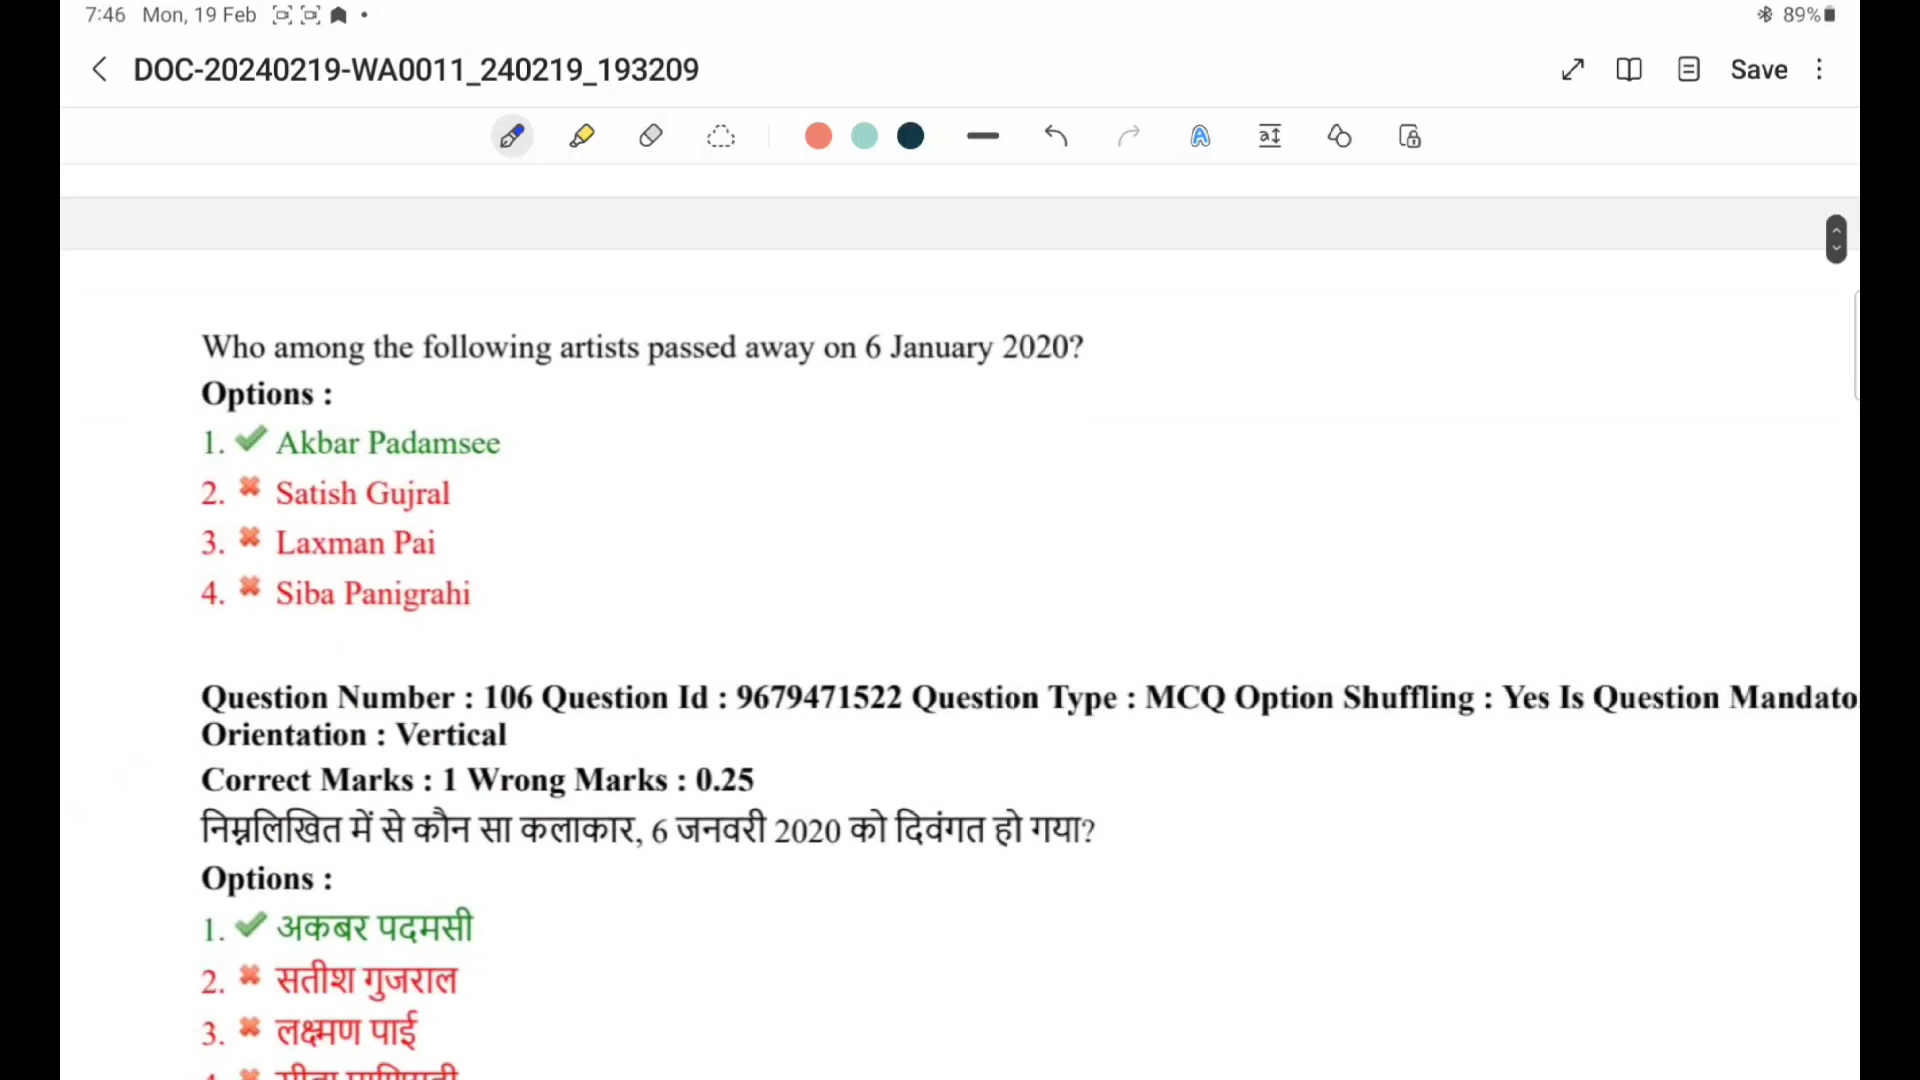 7:46 Mon, 19 Feb
89%
DOC-20240219-WA0011_240219_193209
Save
Who among the following artists passed away on 6 January 2020?
Options :
1. Akbar Padamsee
2. Satish Gujral
3. Laxman Pai
4. Siba Panigrahi
Question Number : 106 Question Id : 9679471522 Question Type : MCQ Option Shuffling : Yes Is Question Mandato
Orientation : Vertical
Correct Marks : 1 Wrong Marks : 0.25
निम्नलिखित में से कौन सा कलाकार, 6 जनवरी 2020 को दिवंगत हो गया?
Options :
1. अकबर पदमसी
2. सतीश गुजराल
3. लक्ष्मण पाई